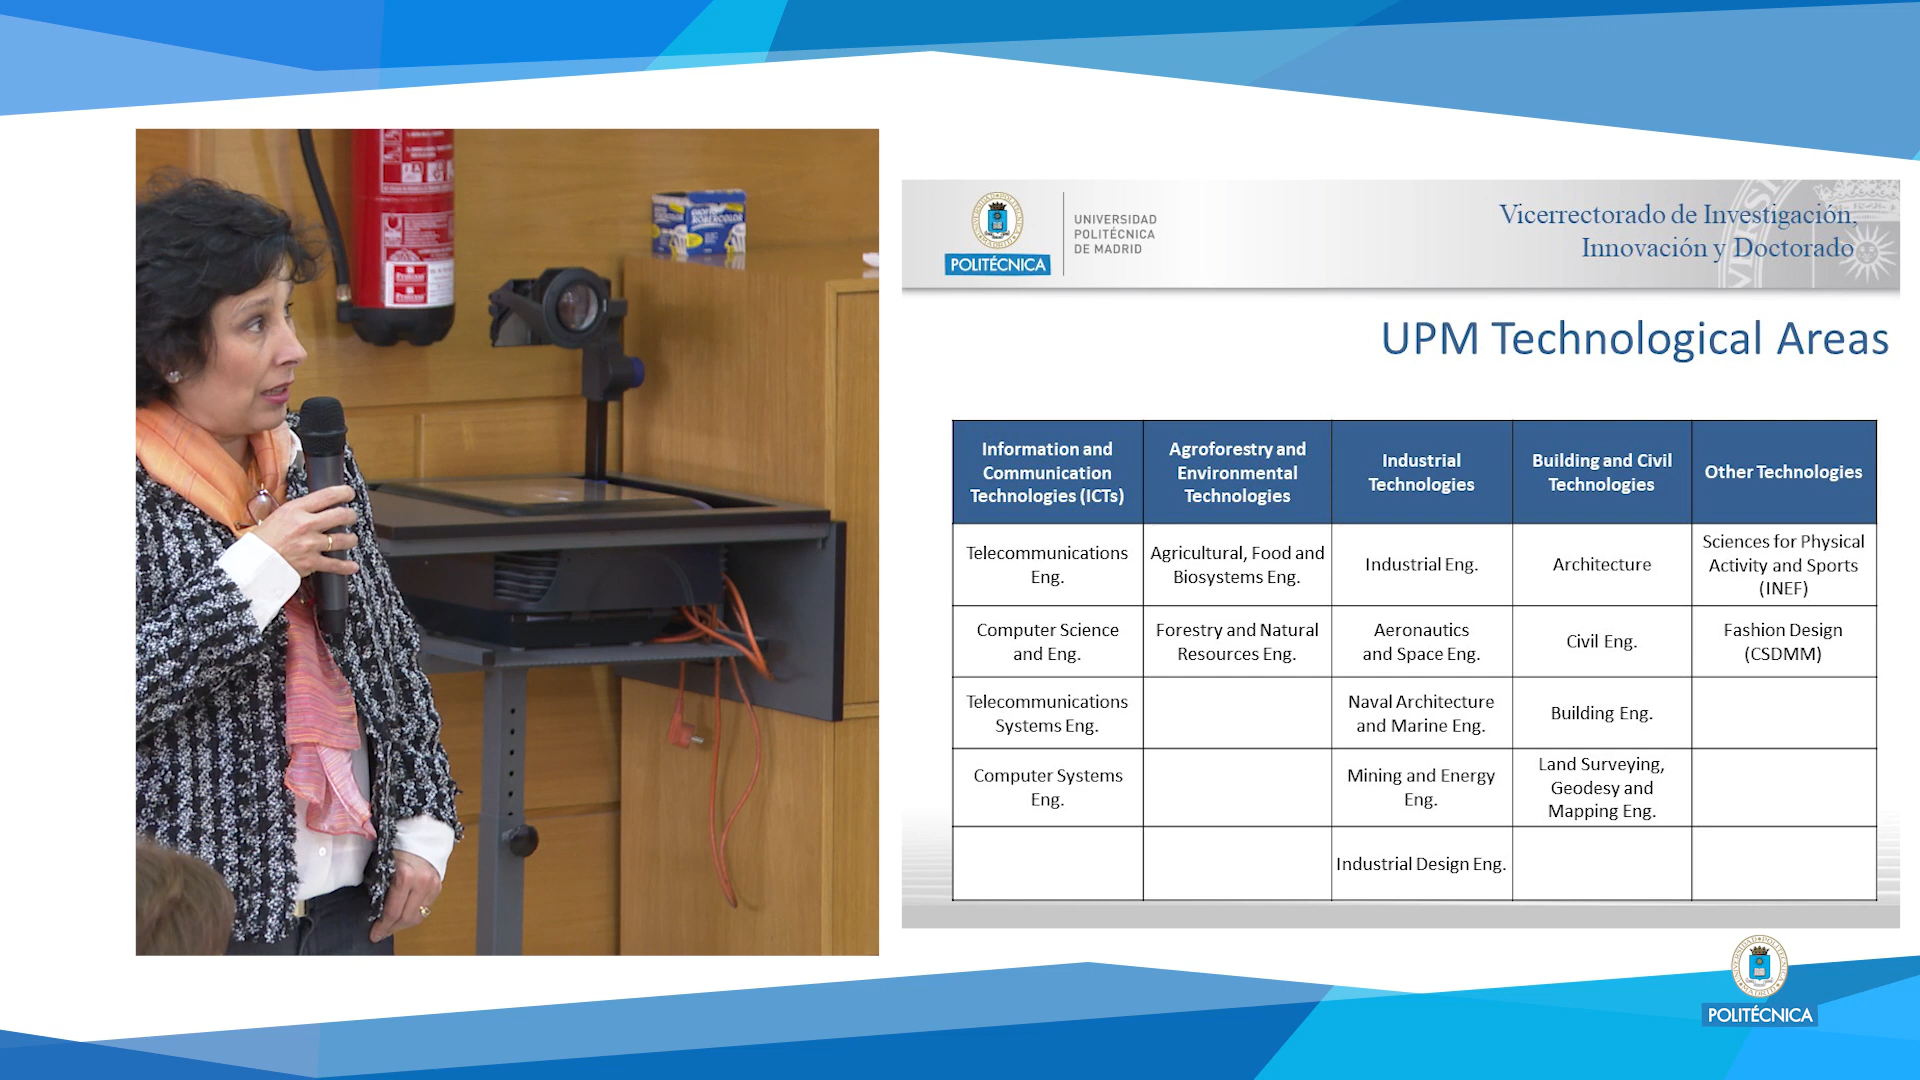 UNIVERSIDAD
POLITÉCNICA
DE MADRID
POLITÉCNICA
Vicerrectorado de Investigación,
Innovación y Doctorado
UPM Technological Areas
Information and
Communication
Technologies (ICTs)
Agroforestry and
Environmental
Technologies
Industrial
Technologies
Building and Civil
Technologies
Other Technologies
Telecommunications
Eng.
Agricultural, Food and
Biosystems Eng.
Industrial Eng.
Architecture
Sciences for Physical
Activity and Sports
(INEF)
Computer Science
and Eng.
Forestry and Natural
Resources Eng.
Aeronautics
and Space Eng.
Civil Eng.
Fashion Design
(CSDMM)
Telecommunications
Systems Eng.
Naval Architecture
and Marine Eng.
Building Eng.
Computer Systems
Eng.
Mining and Energy
Eng.
Land Surveying,
Geodesy and
Mapping Eng.
Industrial Design Eng.
POLITÉCNICA